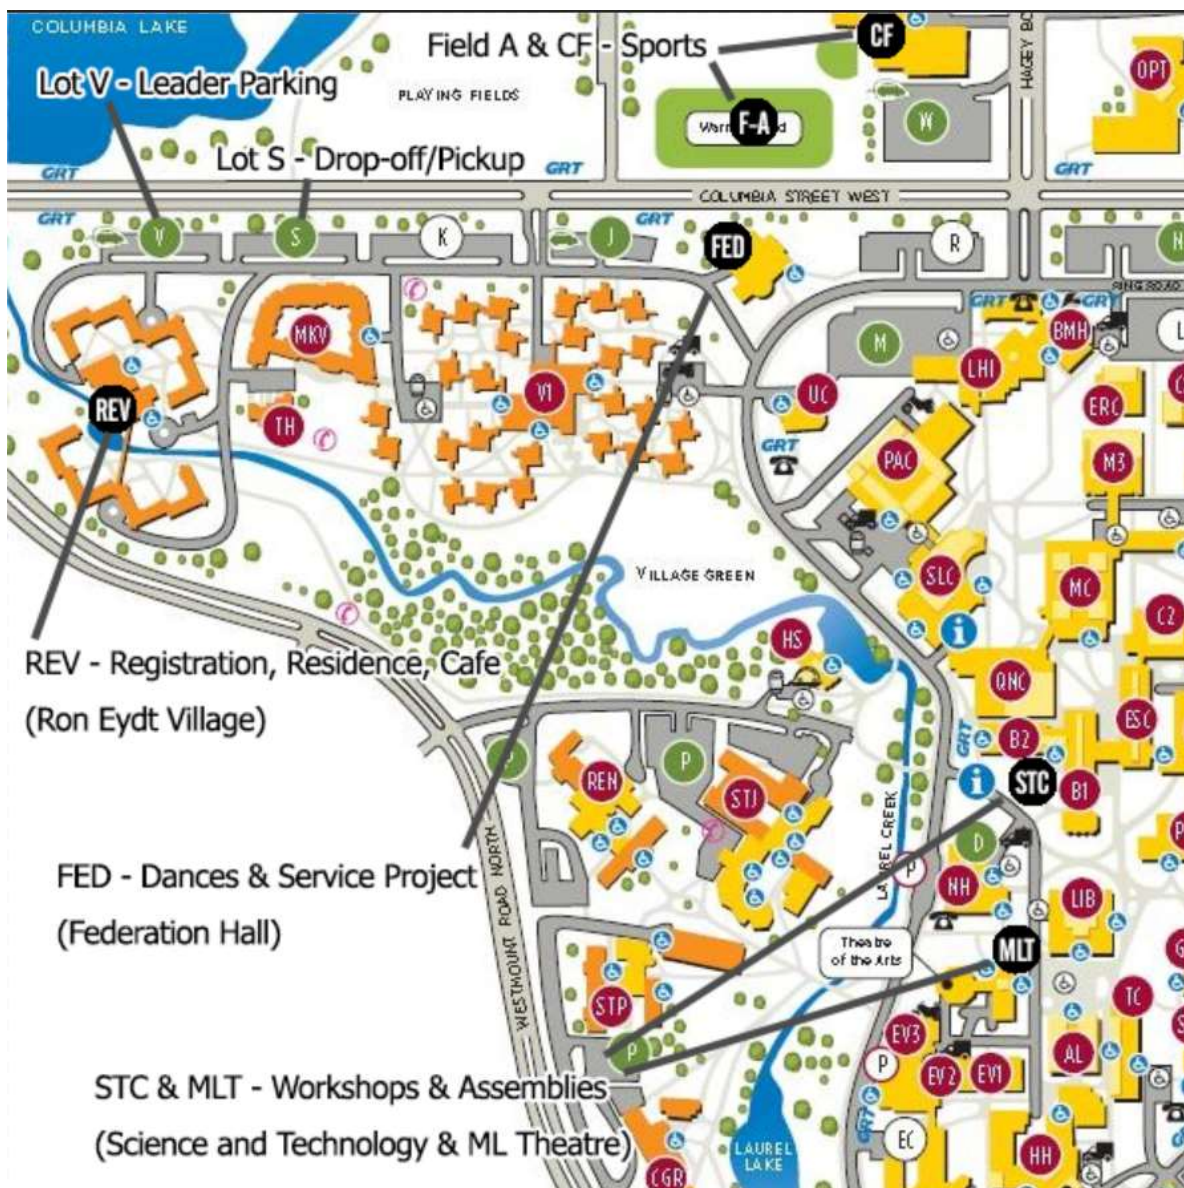 COLUMBIA LAKE
Field A & CF - Sports
CF
HAGEY
OPT
Lot V - Leader Parking
PLAYING FIELDS
F-A
W
Lot S - Drop-off/Pickup
GRT
GRT
GRT
COLUMBIA STREET WEST
GRT
GRT
V
S
K
J
FED
R
N
RING ROAD
GRT
GRT
MKV
M
BMH
L
LHI
REV
TH
V1
UC
ERC
C
GRT
PAC
M3
VILLAGE GREEN
SLC
MC
C2
HS
i
REV - Registration, Residence, Cafe
(Ron Eydt Village)
QNC
ESC
GRT
B2
P
P
REN
STJ
i
STC
B1
WESTMOUNT ROAD NORTH
LAUREL CREEK
D
P
FED - Dances & Service Project
(Federation Hall)
NH
LIB
Theatre
of the Arts
MLT
STP
TC
P
EV3
P
EV2
EV1
AL
STC & MLT - Workshops & Assemblies
(Science and Technology & ML Theatre)
GRT
EC
LAUREL
LAKE
CGR
HH